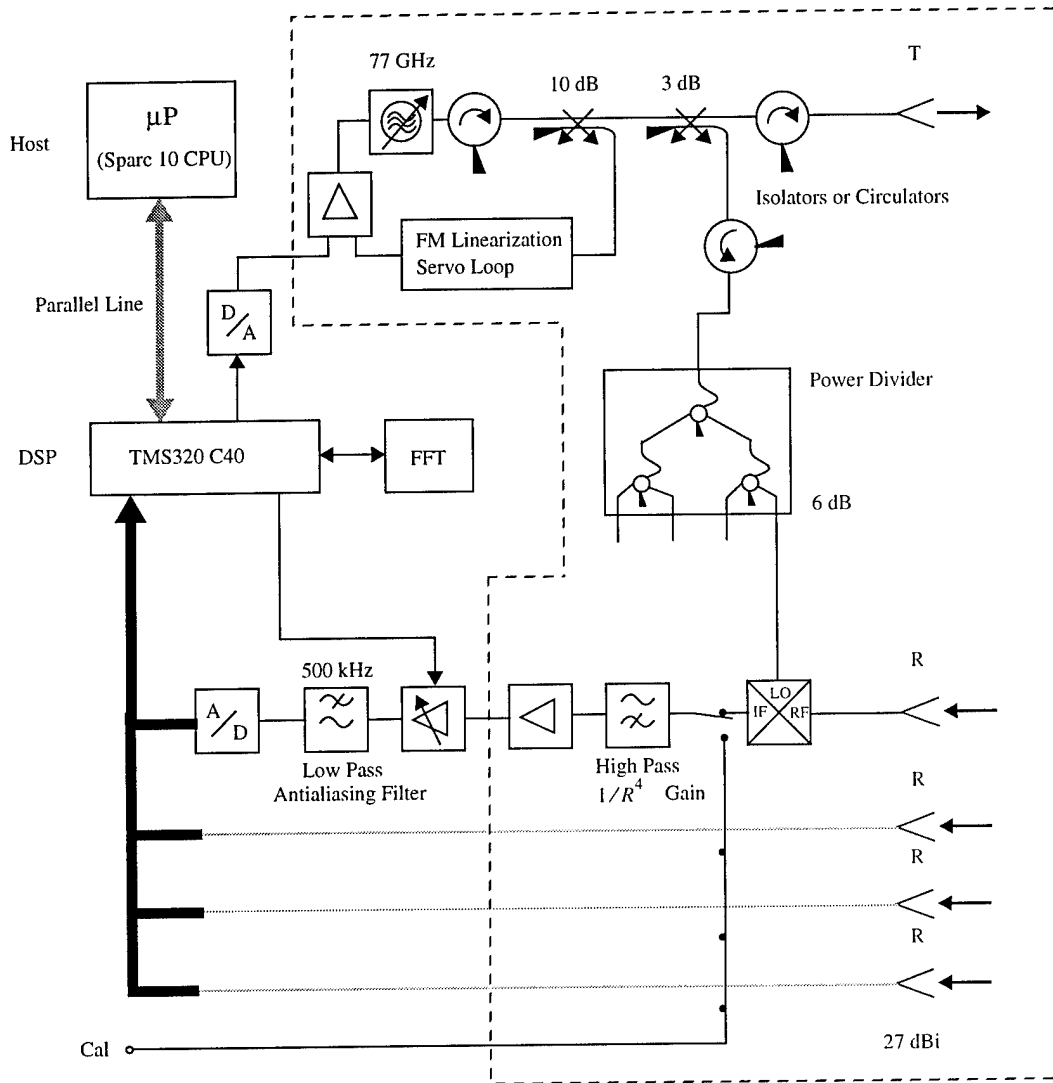 77 GHz
T
10 dB
3 dB
Host
μP
(Sparc 10 CPU)
Isolators or Circulators
FM Linearization
Servo Loop
Parallel Line
D/A
Power Divider
DSP
TMS320 C40
FFT
6 dB
500 kHz
R
A/D
IF
LO
RF
Low Pass
Antialiasing Filter
High Pass
1/R⁴ Gain
R
R
R
Cal
27 dBi